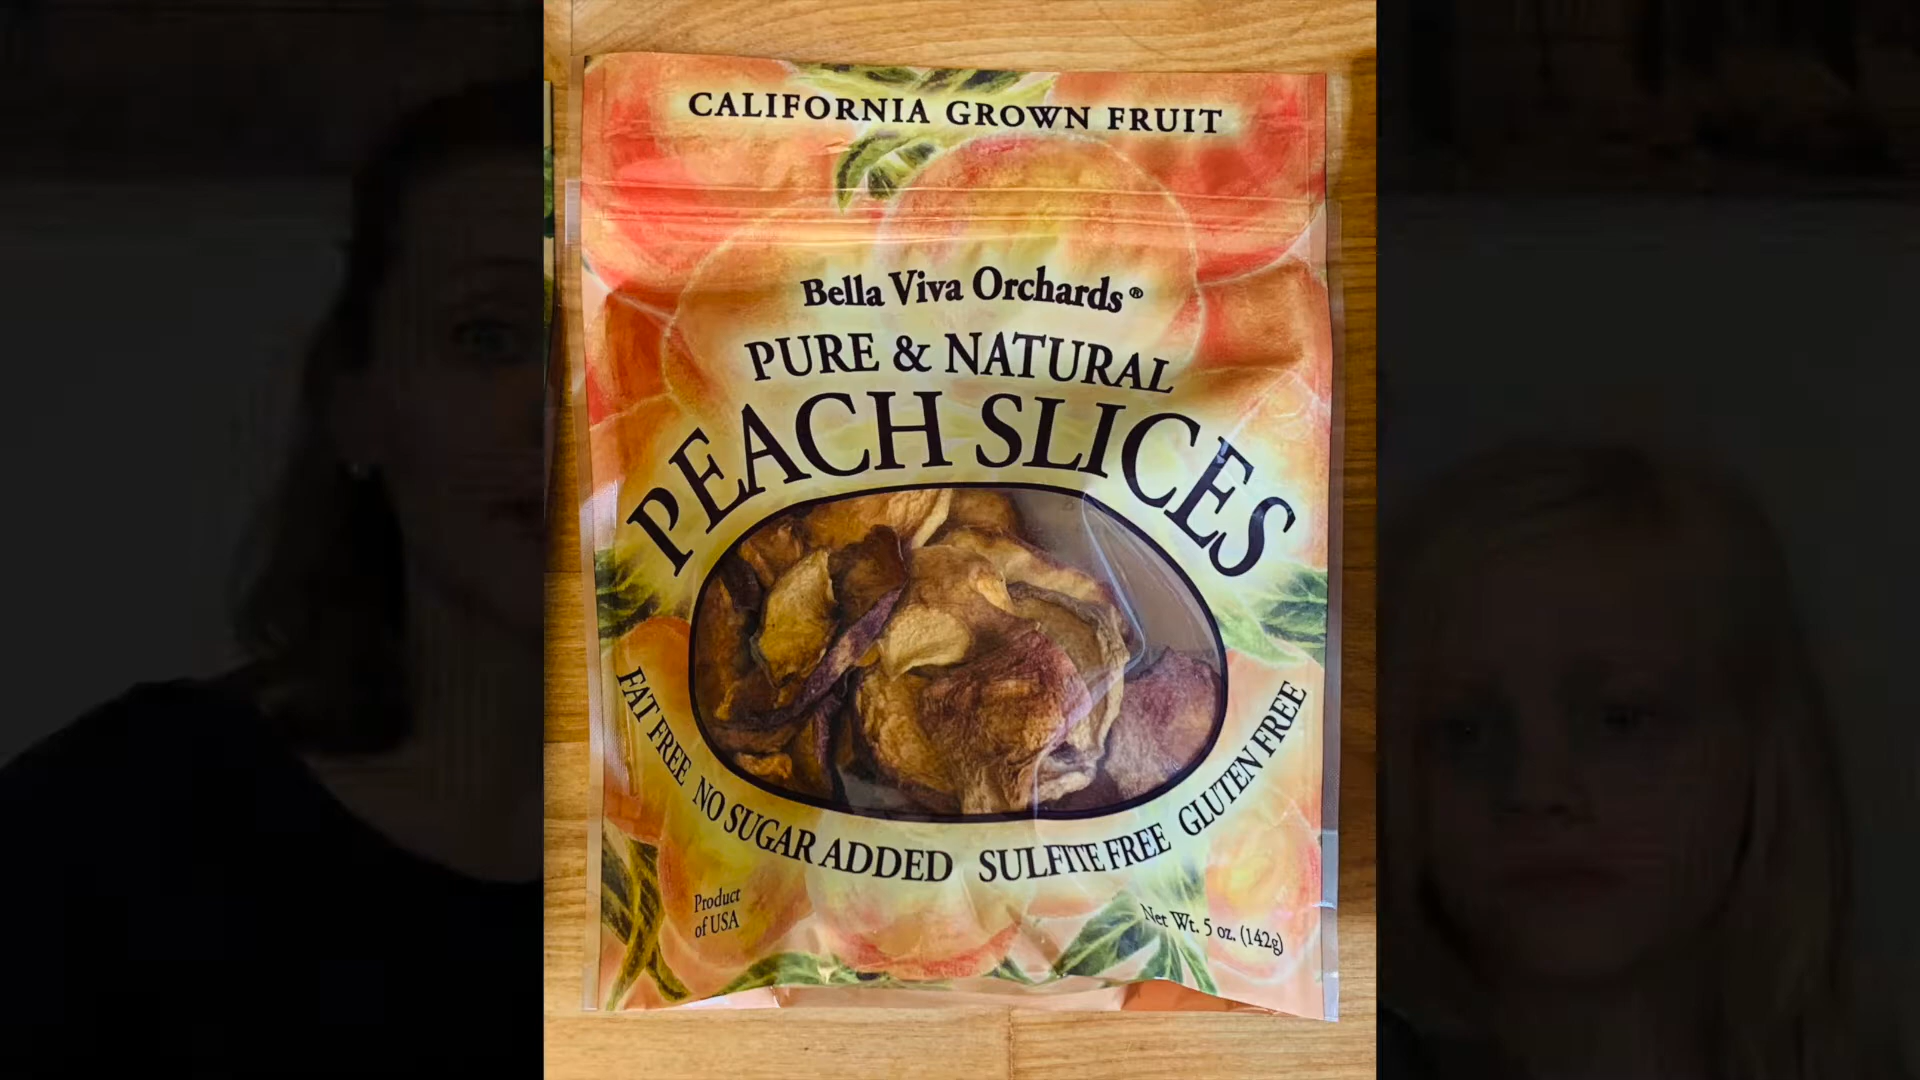 CALIFORNIA GROWN FRUIT
Bella Viva Orchards®
PURE & NATURAL
PEACH SLICES
FAT FREE NO SUGAR ADDED SULFITE FREE GLUTEN FREE
Product
of USA
Net Wt. 5 oz. (142g)